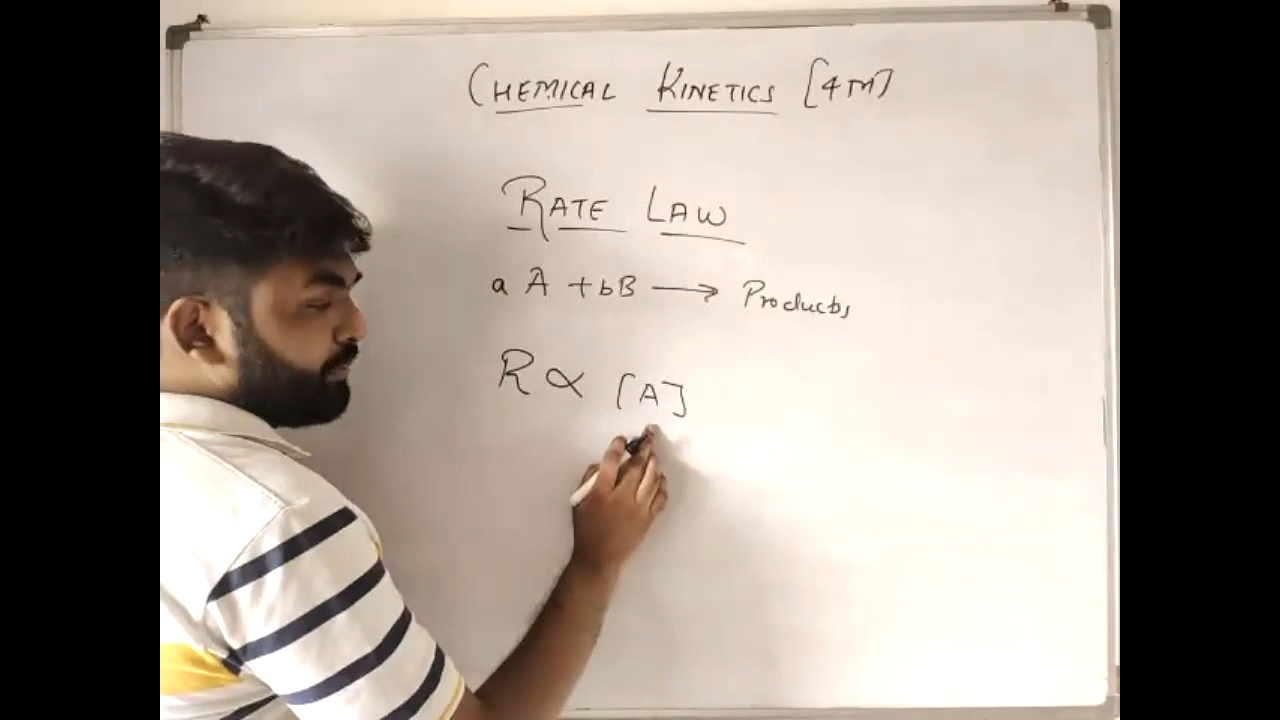 CHEMICAL KINETICS [4M]
RATE LAW
a A + bB → Products
R ∝ [A]